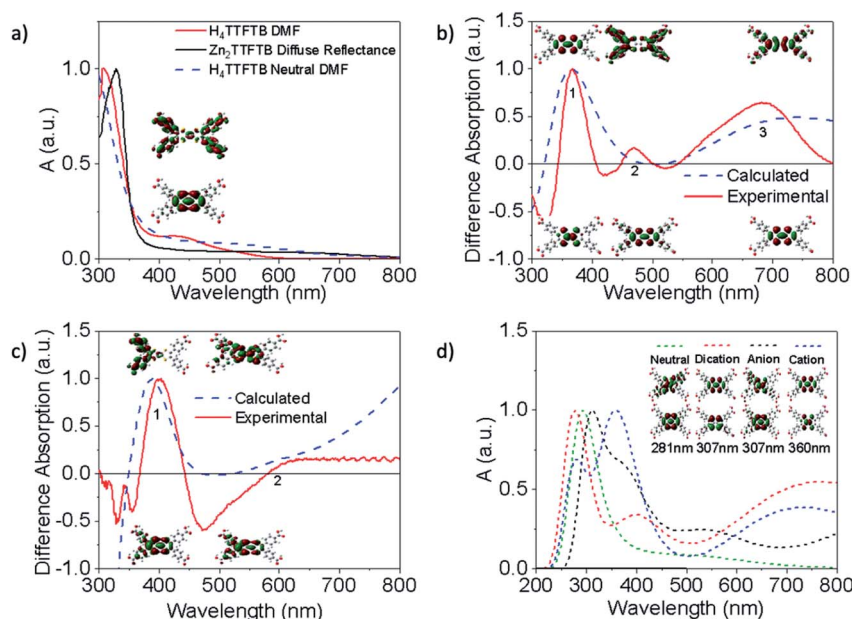 a)
H₄TTFTB DMF
Zn₂TTFTB Diffuse Reflectance
H₄TTFTB Neutral DMF
1.0
0.5
0.0
A (a.u.)
300 400 500 600 700 800
Wavelength (nm)
b)
1.5
1.0
0.5
0
-0.5
-1.0
Difference Absorption (a.u.)
1
2
3
Calculated
Experimental
300 400 500 600 700 800
Wavelength (nm)
c)
1.5
1.0
0.5
0.0
-0.5
-1.0
Difference Absorption (a.u.)
Calculated
Experimental
1
2
300 400 500 600 700 800
Wavelength (nm)
d)
1.5
1.0
0.5
0.0
A (a.u.)
Neutral Dication Anion Cation
281nm 307nm 307nm 360nm
200 300 400 500 600 700 800
Wavelength (nm)